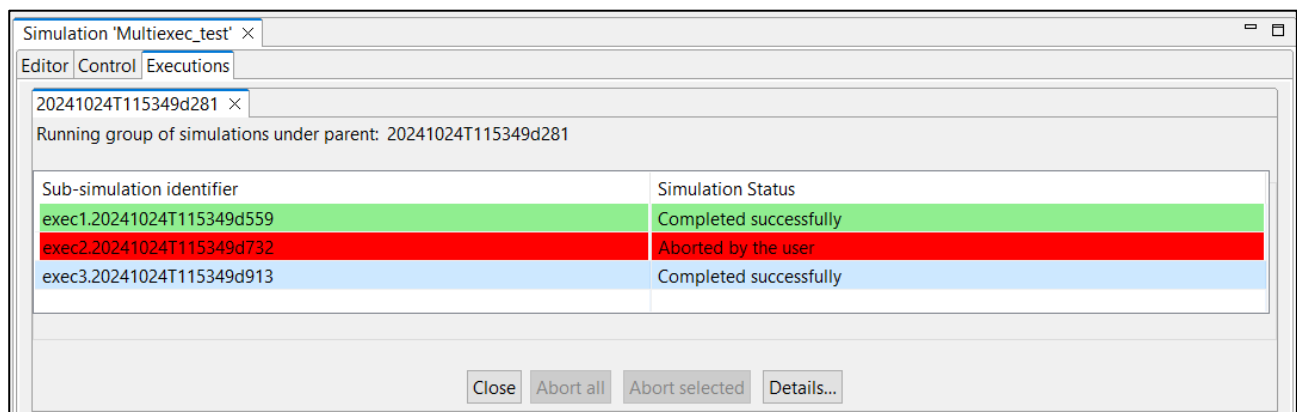 Simulation 'Multiexec_test'
Editor Control Executions
20241024T115349d281
Running group of simulations under parent: 20241024T115349d281
Sub-simulation identifier Simulation Status
exec1.20241024T115349d559 Completed successfully
exec2.20241024T115349d732 Aborted by the user
exec3.20241024T115349d913 Completed successfully
Close Abort all Abort selected Details...